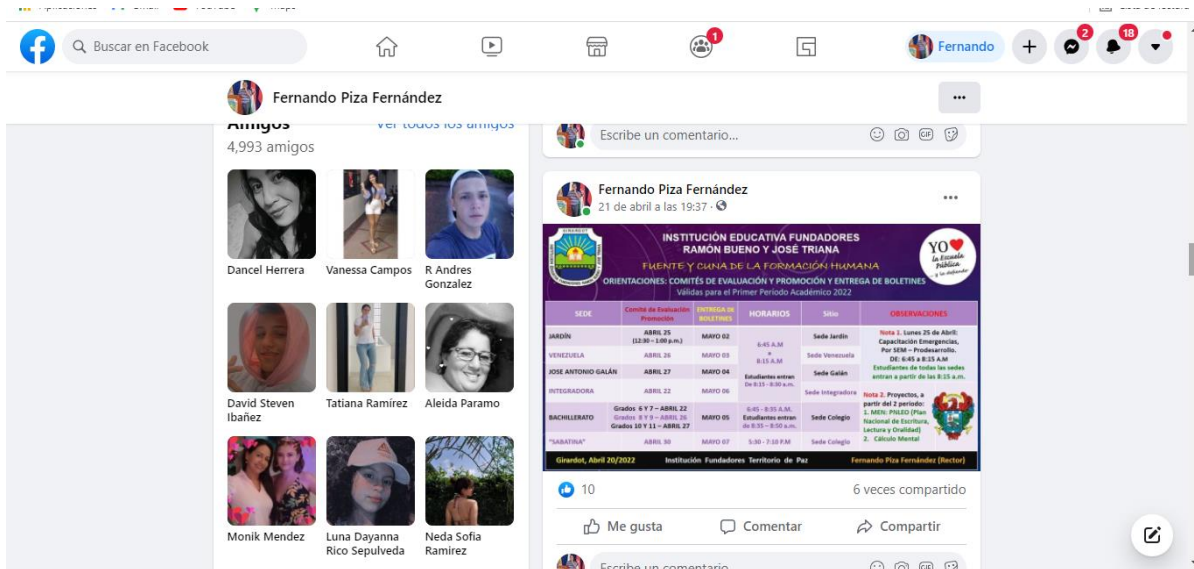 Buscar en Facebook
1
Fernando
2
18
Fernando Piza Fernández
Amigos
Ver todos los amigos
4,993 amigos
Dancel Herrera
Vanessa Campos
R Andres
Gonzalez
David Steven
Ibañez
Tatiana Ramírez
Aleida Paramo
Monik Mendez
Luna Dayanna
Rico Sepulveda
Neda Sofia
Ramirez
Escribe un comentario...
GIF
Fernando Piza Fernández
21 de abril a las 19:37 ·
INSTITUCIÓN EDUCATIVA FUNDADORES
RAMÓN BUENO Y JOSÉ TRIANA
FUENTE Y CUNA DE LA FORMACIÓN HUMANA
ORIENTACIONES: COMITÉS DE EVALUACIÓN Y PROMOCIÓN Y ENTREGA DE BOLETINES
Válidas para el Primer Periodo Académico 2022
YO
la Escuela
Pública
y la defiendo
SEDE
Comité de Evaluación
Promoción
ENTREGA DE
BOLETINES
HORARIOS
Sitio
OBSERVACIONES
JARDÍN
ABRIL 25
(12:30 – 1:00 p.m.)
MAYO 02
6:45 A.M
a
8:15 A.M
Estudiantes entran
De 8:15 - 8:30 a.m.
Sede Jardín
VENEZUELA
ABRIL 26
MAYO 03
Sede Venezuela
JOSE ANTONIO GALÁN
ABRIL 27
MAYO 04
Sede Galán
INTEGRADORA
ABRIL 22
MAYO 06
Sede Integradora
BACHILLERATO
Grados 6 Y 7 – ABRIL 22
Grados 8 Y 9 – ABRIL 26
Grados 10 Y 11 – ABRIL 27
MAYO 05
6:45 - 8:35 A.M.
Estudiantes entran
de 8:35 – 8:50 a.m.
Sede Colegio
"SABATINA"
ABRIL 30
MAYO 07
5:30 - 7:10 P.M
Sede Colegio
Nota 1. Lunes 25 de Abril:
Capacitación Emergencias,
Por SEM – Prodesarrollo.
DE: 6:45 a 8:15 A.M
Estudiantes de todas las sedes
entran a partir de las 8:15 a.m.
Nota 2. Proyectos, a
partir del 2 periodo:
1. MEN: PNLEO (Plan
Nacional de Escritura,
Lectura y Oralidad)
2. Cálculo Mental
Girardot, Abril 20/2022
Institución Fundadores Territorio de Paz
Fernando Piza Fernández (Rector)
10
6 veces compartido
Me gusta
Comentar
Compartir
Escribe un comentario